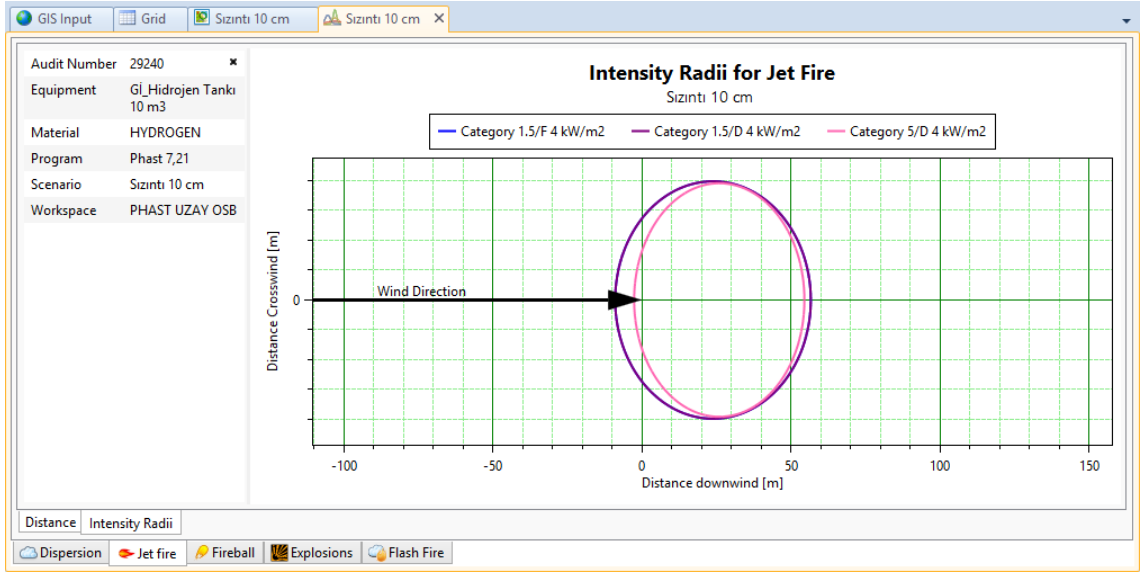 GIS Input
Grid
Sızıntı 10 cm
Sızıntı 10 cm
Audit Number 29240
Equipment Gİ_Hidrojen Tankı
10 m3
Material HYDROGEN
Program Phast 7,21
Scenario Sızıntı 10 cm
Workspace PHAST UZAY OSB
Intensity Radii for Jet Fire
Sızıntı 10 cm
Category 1.5/F 4 kW/m2 Category 1.5/D 4 kW/m2 Category 5/D 4 kW/m2
Distance Crosswind [m]
0
Wind Direction
-100 -50 0 50 100 150
Distance downwind [m]
Distance Intensity Radii
Dispersion Jet fire Fireball Explosions Flash Fire